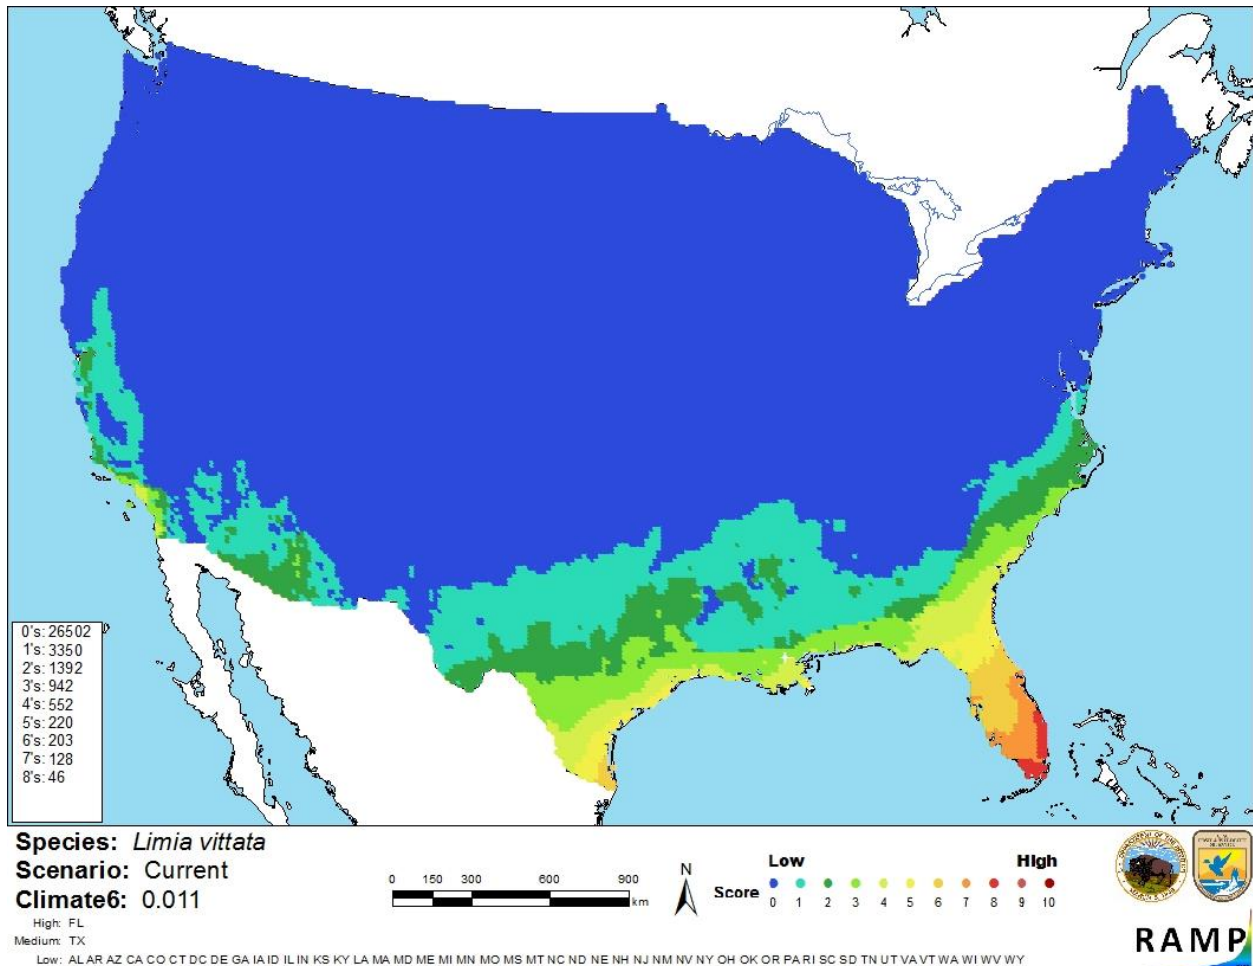 0's: 26502
1's: 3350
2's: 1392
3's: 942
4's: 552
5's: 220
6's: 203
7's: 128
8's: 46
Species: Limia vittata
Scenario: Current
Climate6: 0.011
High: FL
Medium: TX
Low: AL AR AZ CA CO CT DC DE GA IA ID IL IN KS KY LA MA MD ME MI MN MO MS MT NC ND NE NH NJ NM NV NY OH OK OR PA RI SC SD TN UT VA VT WA WI WV WY
0 150 300 600 900
km
N
Low High
Score
0 1 2 3 4 5 6 7 8 9 10
RAMP